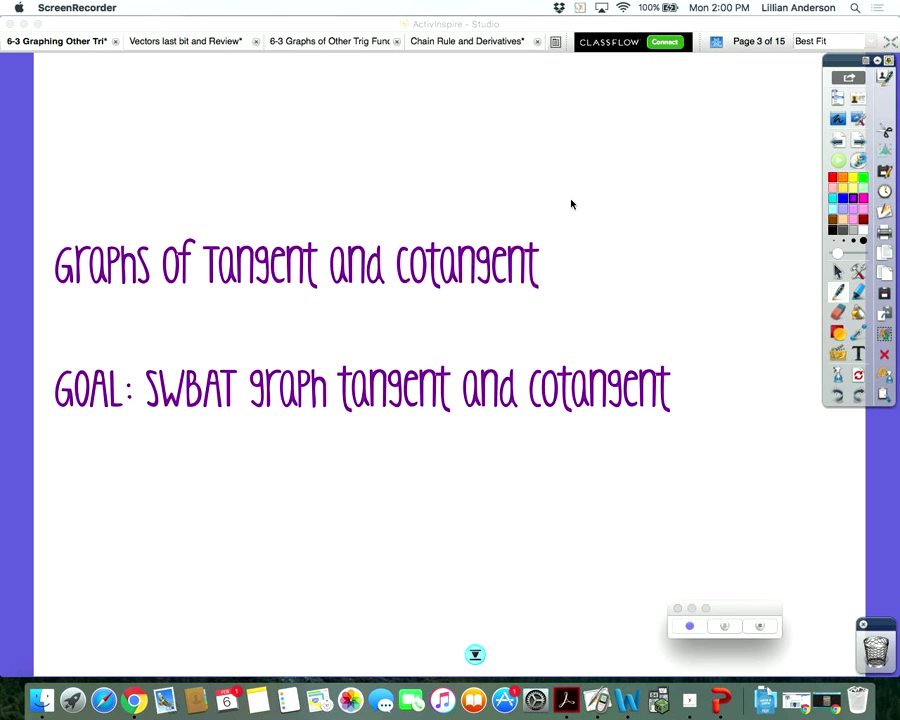 ScreenRecorder
100%
Mon 2:00 PM
Lillian Anderson
ActivInspire - Studio
6-3 Graphing Other Tri*
Vectors last bit and Review*
6-3 Graphs of Other Trig Func
Chain Rule and Derivatives*
CLASSFLOW
Connect
Page 3 of 15
Best Fit
Graphs of Tangent and Cotangent
GOAL: SWBAT graph tangent and cotangent